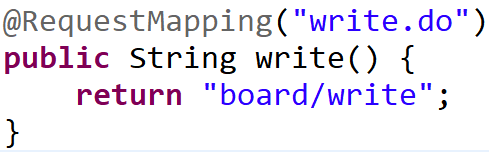 @RequestMapping("write.do")
public String write() {
    return "board/write";
}